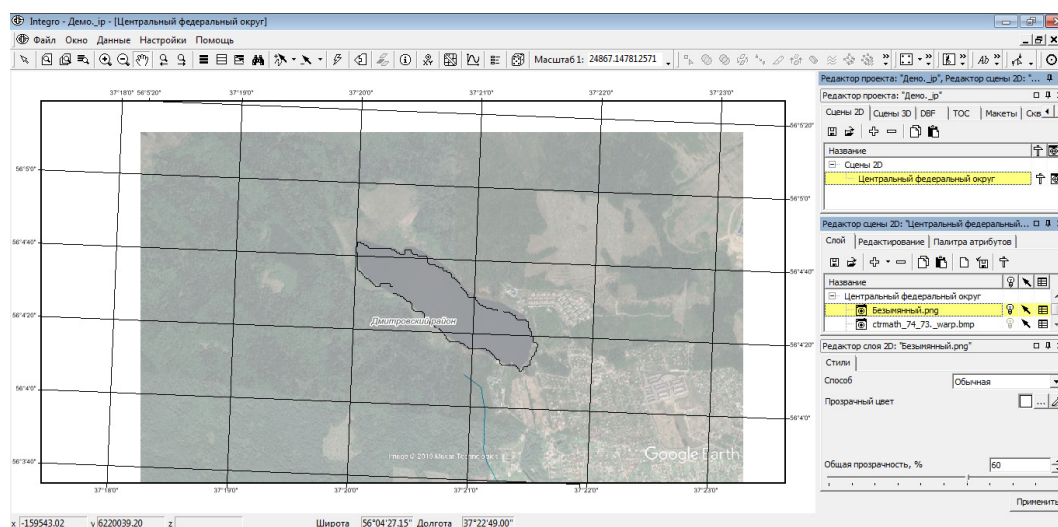 Integro - Демо._ip - [Центральный федеральный округ]
Файл Окно Данные Настройки Помощь
Масштаб 1: 24867.147812571
Редактор проекта: "Демо._ip", Редактор сцены 2D: "...
Редактор проекта: "Демо._ip"
Сцены 2D Сцены 3D DBF TOC Макеты Скв
Название
Сцены 2D
Центральный федеральный округ
Редактор сцены 2D: "Центральный федеральный...
Слой Редактирование Палитра атрибутов
Название
Центральный федеральный округ
Безымянный.png
ctrmath_74_73._warp.bmp
Редактор слоя 2D: "Безымянный.png"
Стили
Способ Обычная
Прозрачный цвет ...
Общая прозрачность, % 60
Применить
37°18'0" 56°5'20" 37°19'0" 37°20'0" 37°21'0" 37°22'0" 37°23'0"
56°5'20"
56°5'0" 56°5'0"
56°4'40" 56°4'40"
56°4'20" 56°4'20"
56°4'0" 56°4'0"
56°3'40"
Дмитровский район
Google Earth
37°18'0" 37°19'0" 37°20'0" 37°21'0" 37°22'0" 37°23'0"
x -159543.02 y 6220039.20 z Широта 56°04'27.15" Долгота 37°22'49.00"